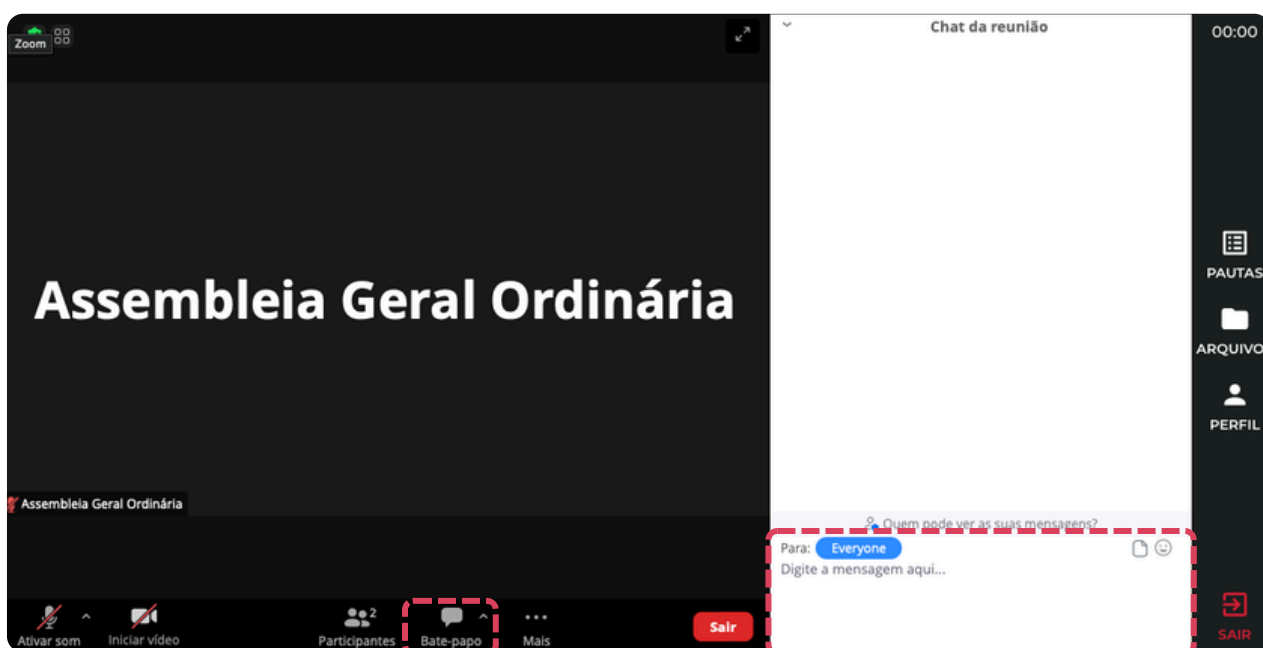 Zoom
Chat da reunião
00:00
Assembleia Geral Ordinária
PAUTAS
ARQUIVO
PERFIL
Assembleia Geral Ordinária
Quem pode ver as suas mensagens?
Para: Everyone
Digite a mensagem aqui...
Ativar som
Iniciar vídeo
Participantes 2
Bate-papo
Mais
Sair
SAIR